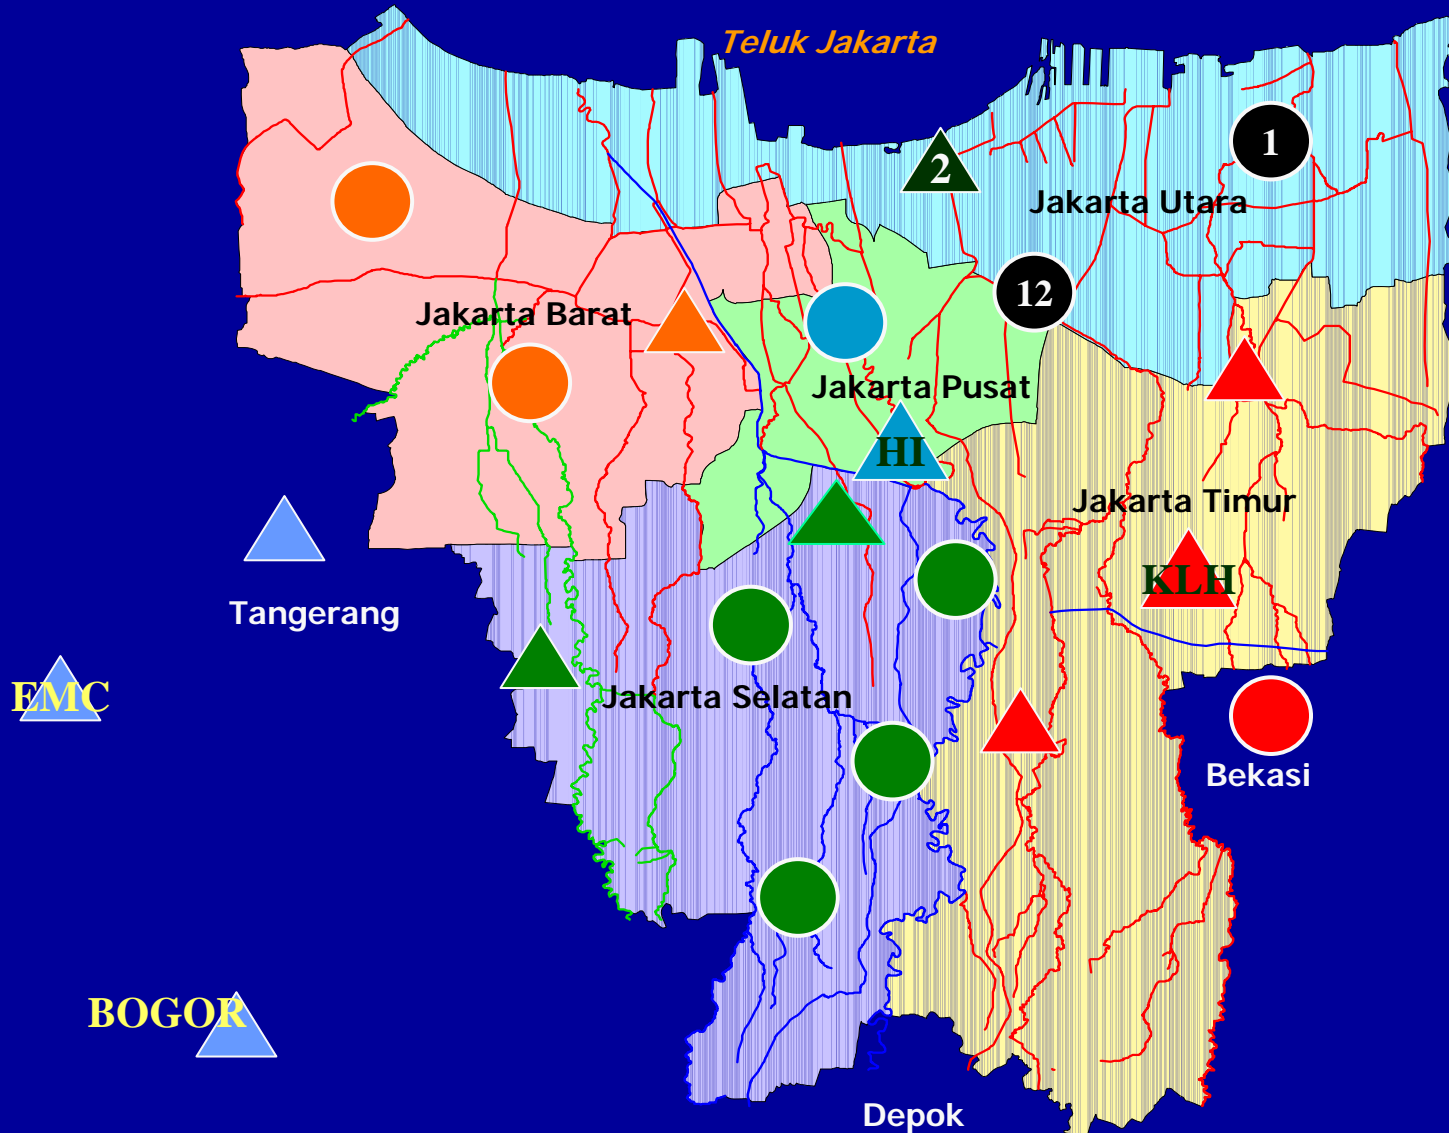 Teluk Jakarta
1
2
Jakarta Utara
12
Jakarta Barat
Jakarta Pusat
HI
Jakarta Timur
KLH
Tangerang
EMC
Jakarta Selatan
Bekasi
BOGOR
Depok